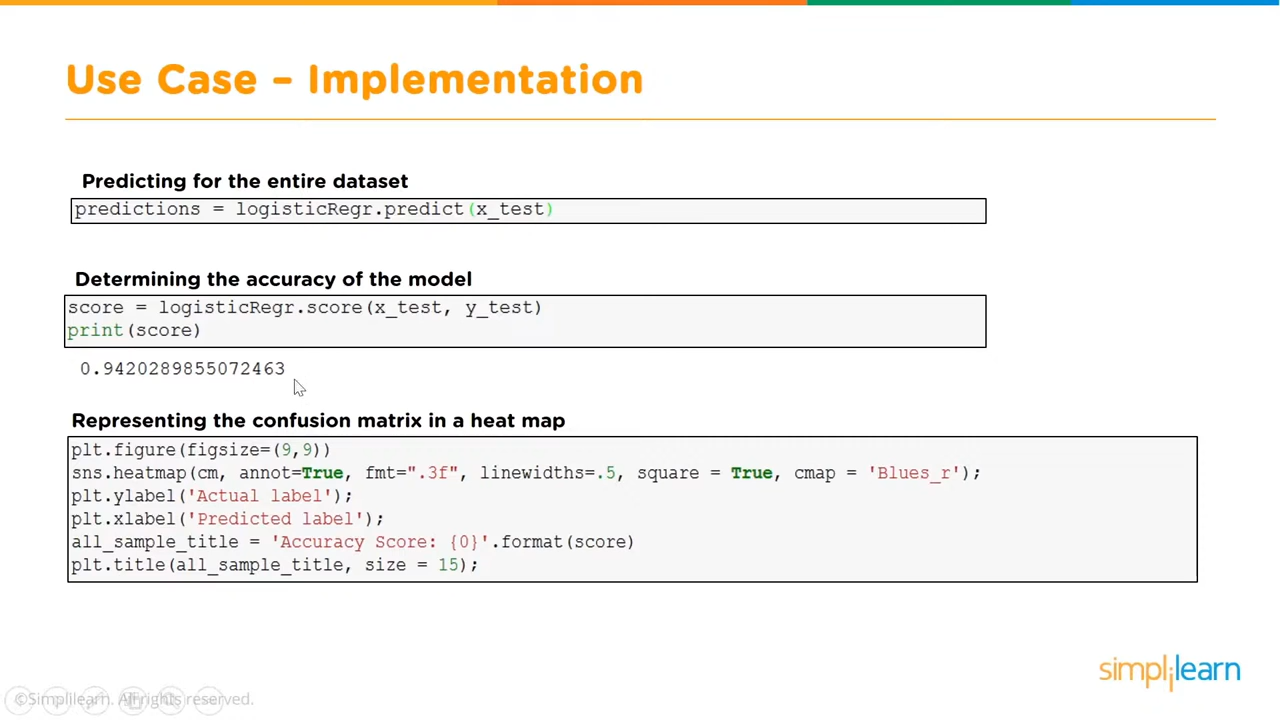 Use Case – Implementation
Predicting for the entire dataset
predictions = logisticRegr.predict(x_test)
Determining the accuracy of the model
score = logisticRegr.score(x_test, y_test)
print(score)
0.9420289855072463
Representing the confusion matrix in a heat map
plt.figure(figsize=(9,9))
sns.heatmap(cm, annot=True, fmt=".3f", linewidths=.5, square = True, cmap = 'Blues_r');
plt.ylabel('Actual label');
plt.xlabel('Predicted label');
all_sample_title = 'Accuracy Score: {0}'.format(score)
plt.title(all_sample_title, size = 15);
simplilearn
©Simplilearn. All rights reserved.